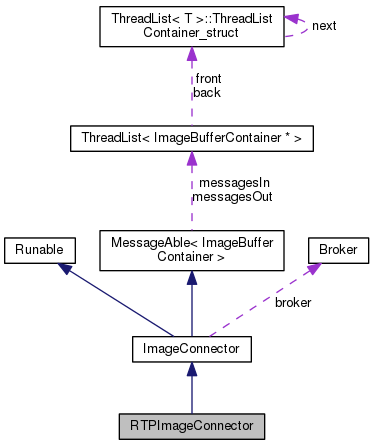 ThreadList< T >::ThreadList
Container_struct
next
front
back
ThreadList< ImageBufferContainer * >
messagesIn
messagesOut
Runable
MessageAble< ImageBuffer
Container >
Broker
broker
ImageConnector
RTPImageConnector